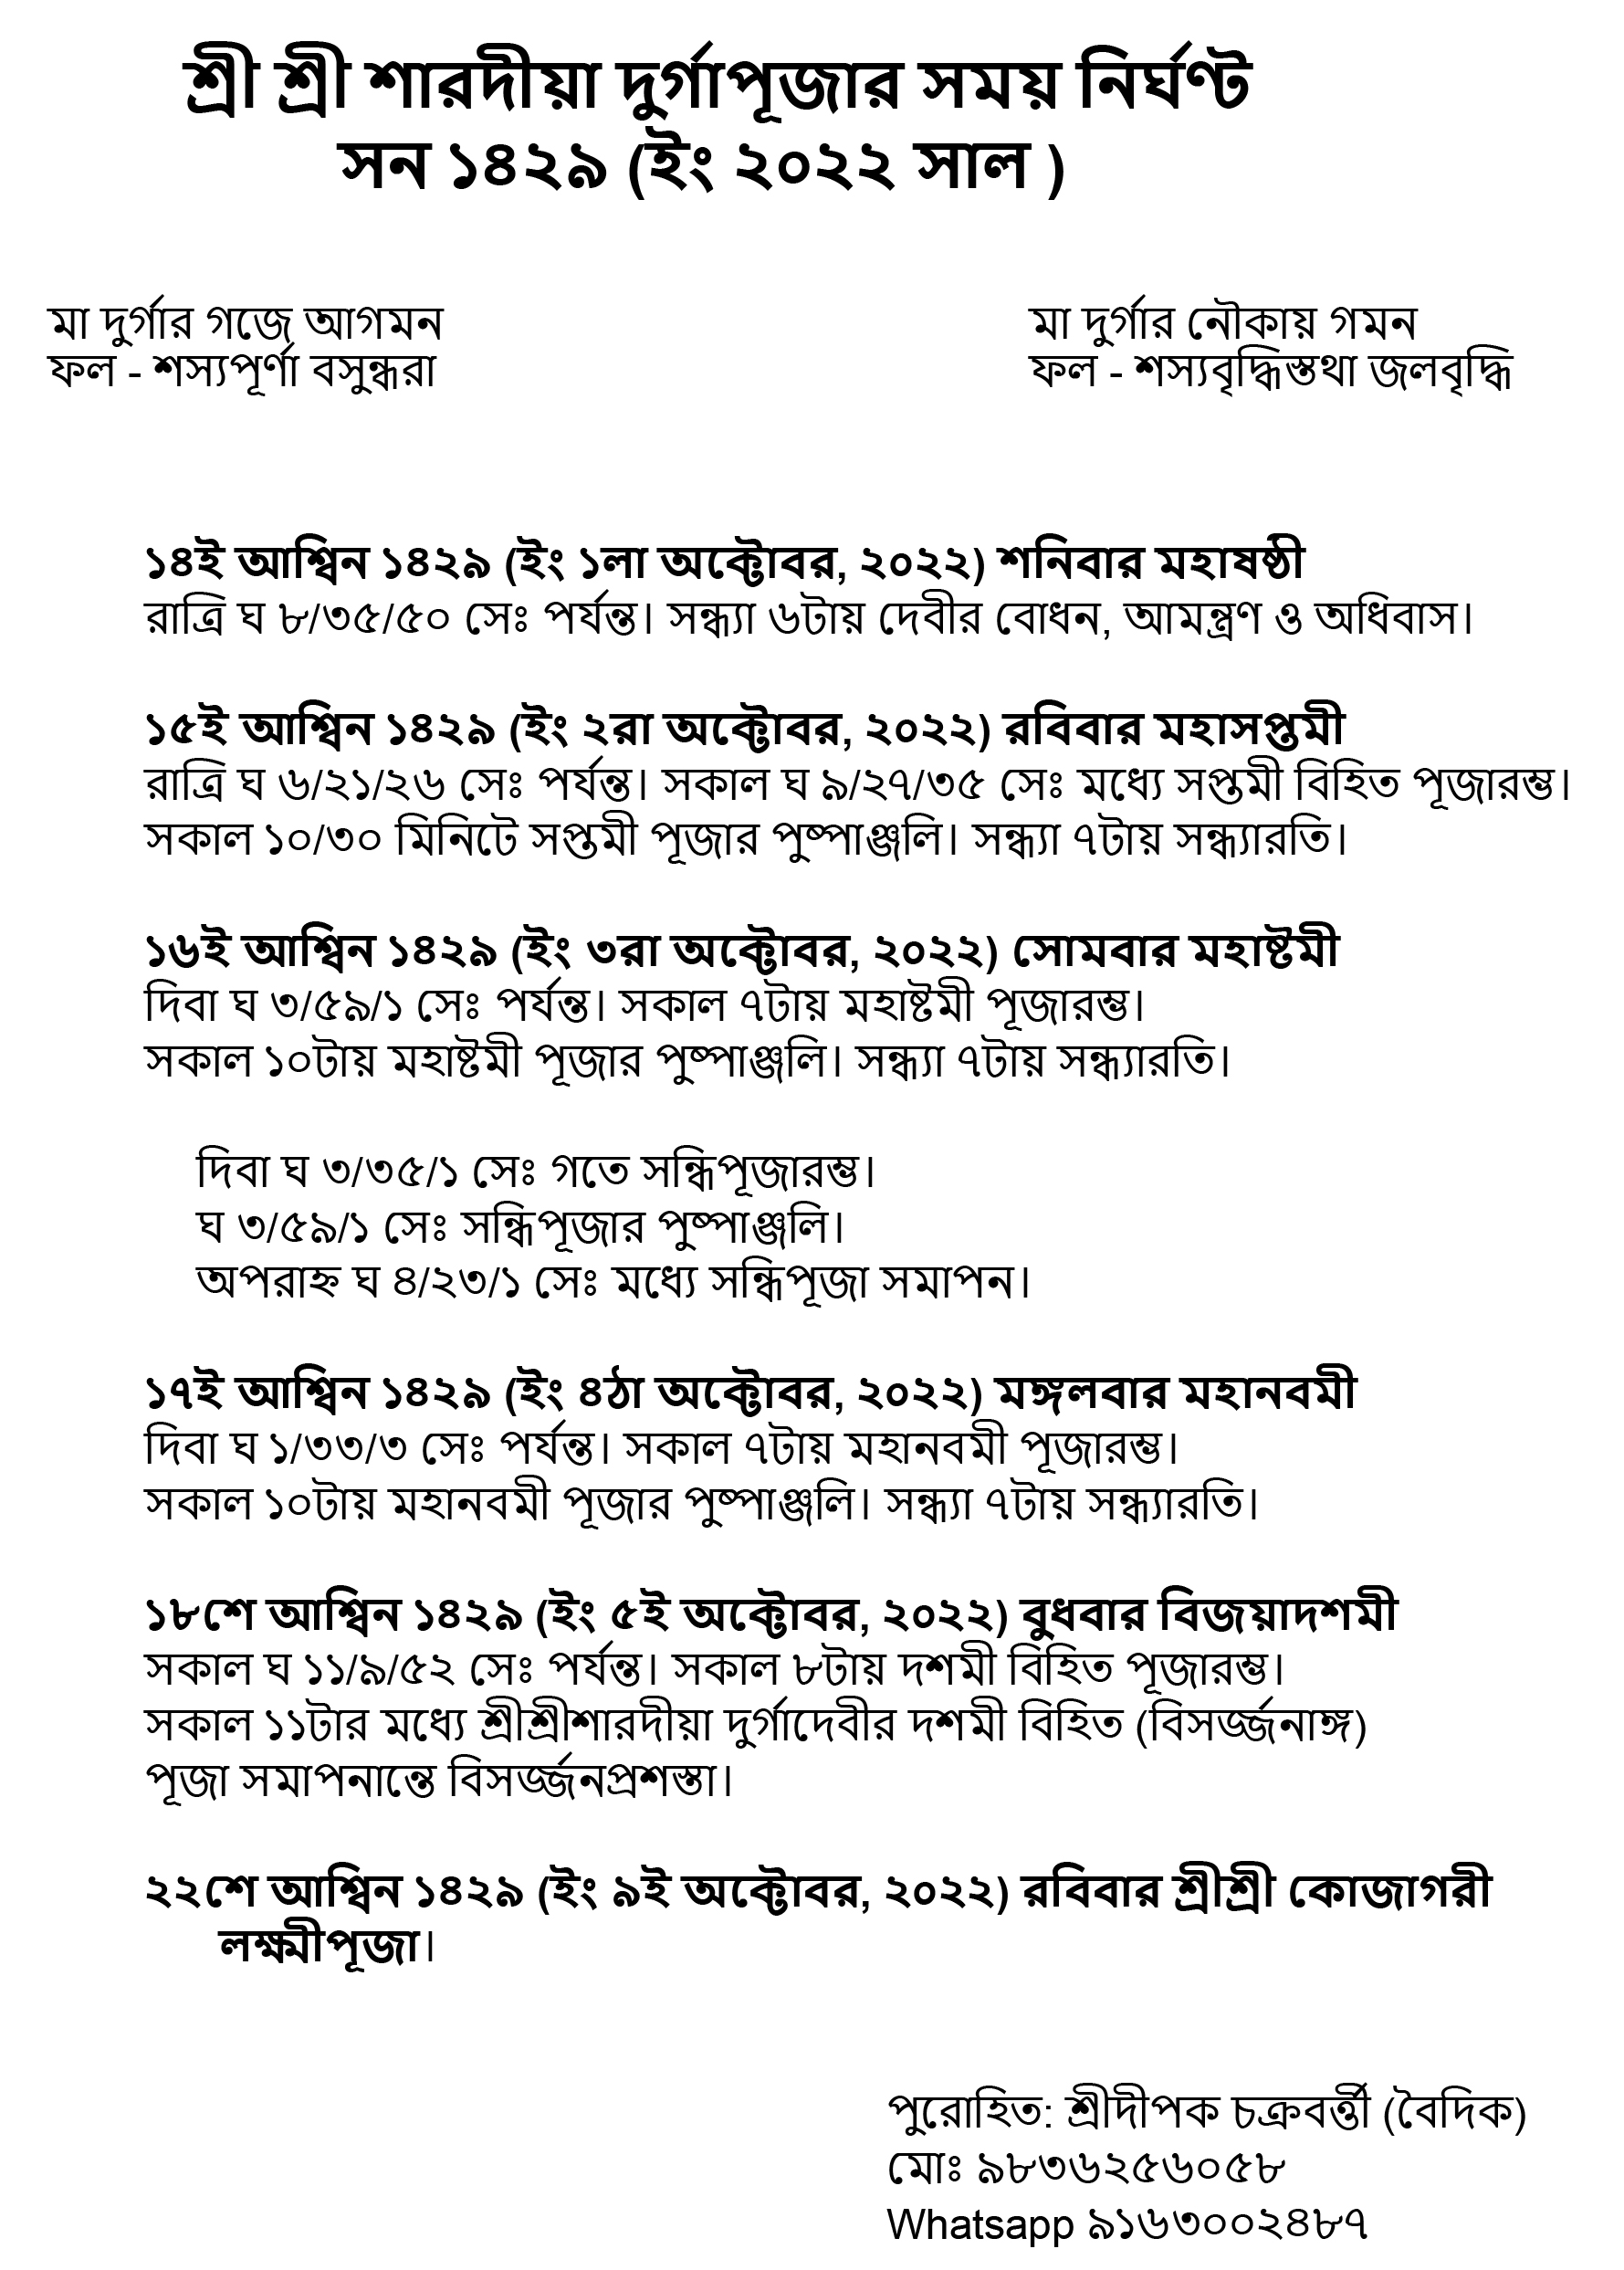 শ্রী শ্রী শারদীয়া দুর্গাপূজার সময় নির্ঘণ্ট
সন ১৪২৯ (ইং ২০২২ সাল )
মা দুর্গার গজে আগমন
ফল - শস্যপূর্ণা বসুন্ধরা
মা দুর্গার নৌকায় গমন
ফল - শস্যবৃদ্ধিস্তথা জলবৃদ্ধি
১৪ই আশ্বিন ১৪২৯ (ইং ১লা অক্টোবর, ২০২২) শনিবার মহাষষ্ঠী
রাত্রি ঘ ৮/৩৫/৫০ সেঃ পর্যন্ত। সন্ধ্যা ৬টায় দেবীর বোধন, আমন্ত্রণ ও অধিবাস।
১৫ই আশ্বিন ১৪২৯ (ইং ২রা অক্টোবর, ২০২২) রবিবার মহাসপ্তমী
রাত্রি ঘ ৬/২১/২৬ সেঃ পর্যন্ত। সকাল ঘ ৯/২৭/৩৫ সেঃ মধ্যে সপ্তমী বিহিত পূজারম্ভ।
সকাল ১০/৩০ মিনিটে সপ্তমী পূজার পুষ্পাঞ্জলি। সন্ধ্যা ৭টায় সন্ধ্যারতি।
১৬ই আশ্বিন ১৪২৯ (ইং ৩রা অক্টোবর, ২০২২) সোমবার মহাষ্টমী
দিবা ঘ ৩/৫৯/১ সেঃ পর্যন্ত। সকাল ৭টায় মহাষ্টমী পূজারম্ভ।
সকাল ১০টায় মহাষ্টমী পূজার পুষ্পাঞ্জলি। সন্ধ্যা ৭টায় সন্ধ্যারতি।
দিবা ঘ ৩/৩৫/১ সেঃ গতে সন্ধিপূজারম্ভ।
ঘ ৩/৫৯/১ সেঃ সন্ধিপূজার পুষ্পাঞ্জলি।
অপরাহ্ন ঘ ৪/২৩/১ সেঃ মধ্যে সন্ধিপূজা সমাপন।
১৭ই আশ্বিন ১৪২৯ (ইং ৪ঠা অক্টোবর, ২০২২) মঙ্গলবার মহানবমী
দিবা ঘ ১/৩৩/৩ সেঃ পর্যন্ত। সকাল ৭টায় মহানবমী পূজারম্ভ।
সকাল ১০টায় মহানবমী পূজার পুষ্পাঞ্জলি। সন্ধ্যা ৭টায় সন্ধ্যারতি।
১৮শে আশ্বিন ১৪২৯ (ইং ৫ই অক্টোবর, ২০২২) বুধবার বিজয়াদশমী
সকাল ঘ ১১/৯/৫২ সেঃ পর্যন্ত। সকাল ৮টায় দশমী বিহিত পূজারম্ভ।
সকাল ১১টার মধ্যে শ্রীশ্রীশারদীয়া দুর্গাদেবীর দশমী বিহিত (বিসর্জ্জনাঙ্গ)
পূজা সমাপনান্তে বিসর্জ্জনপ্রশস্তা।
২২শে আশ্বিন ১৪২৯ (ইং ৯ই অক্টোবর, ২০২২) রবিবার শ্রীশ্রী কোজাগরী
লক্ষ্মীপূজা।
পুরোহিত: শ্রীদীপক চক্রবর্ত্তী (বৈদিক)
মোঃ ৯৮৩৬২৫৬০৫৮
Whatsapp ৯১৬৩০০২৪৮৭